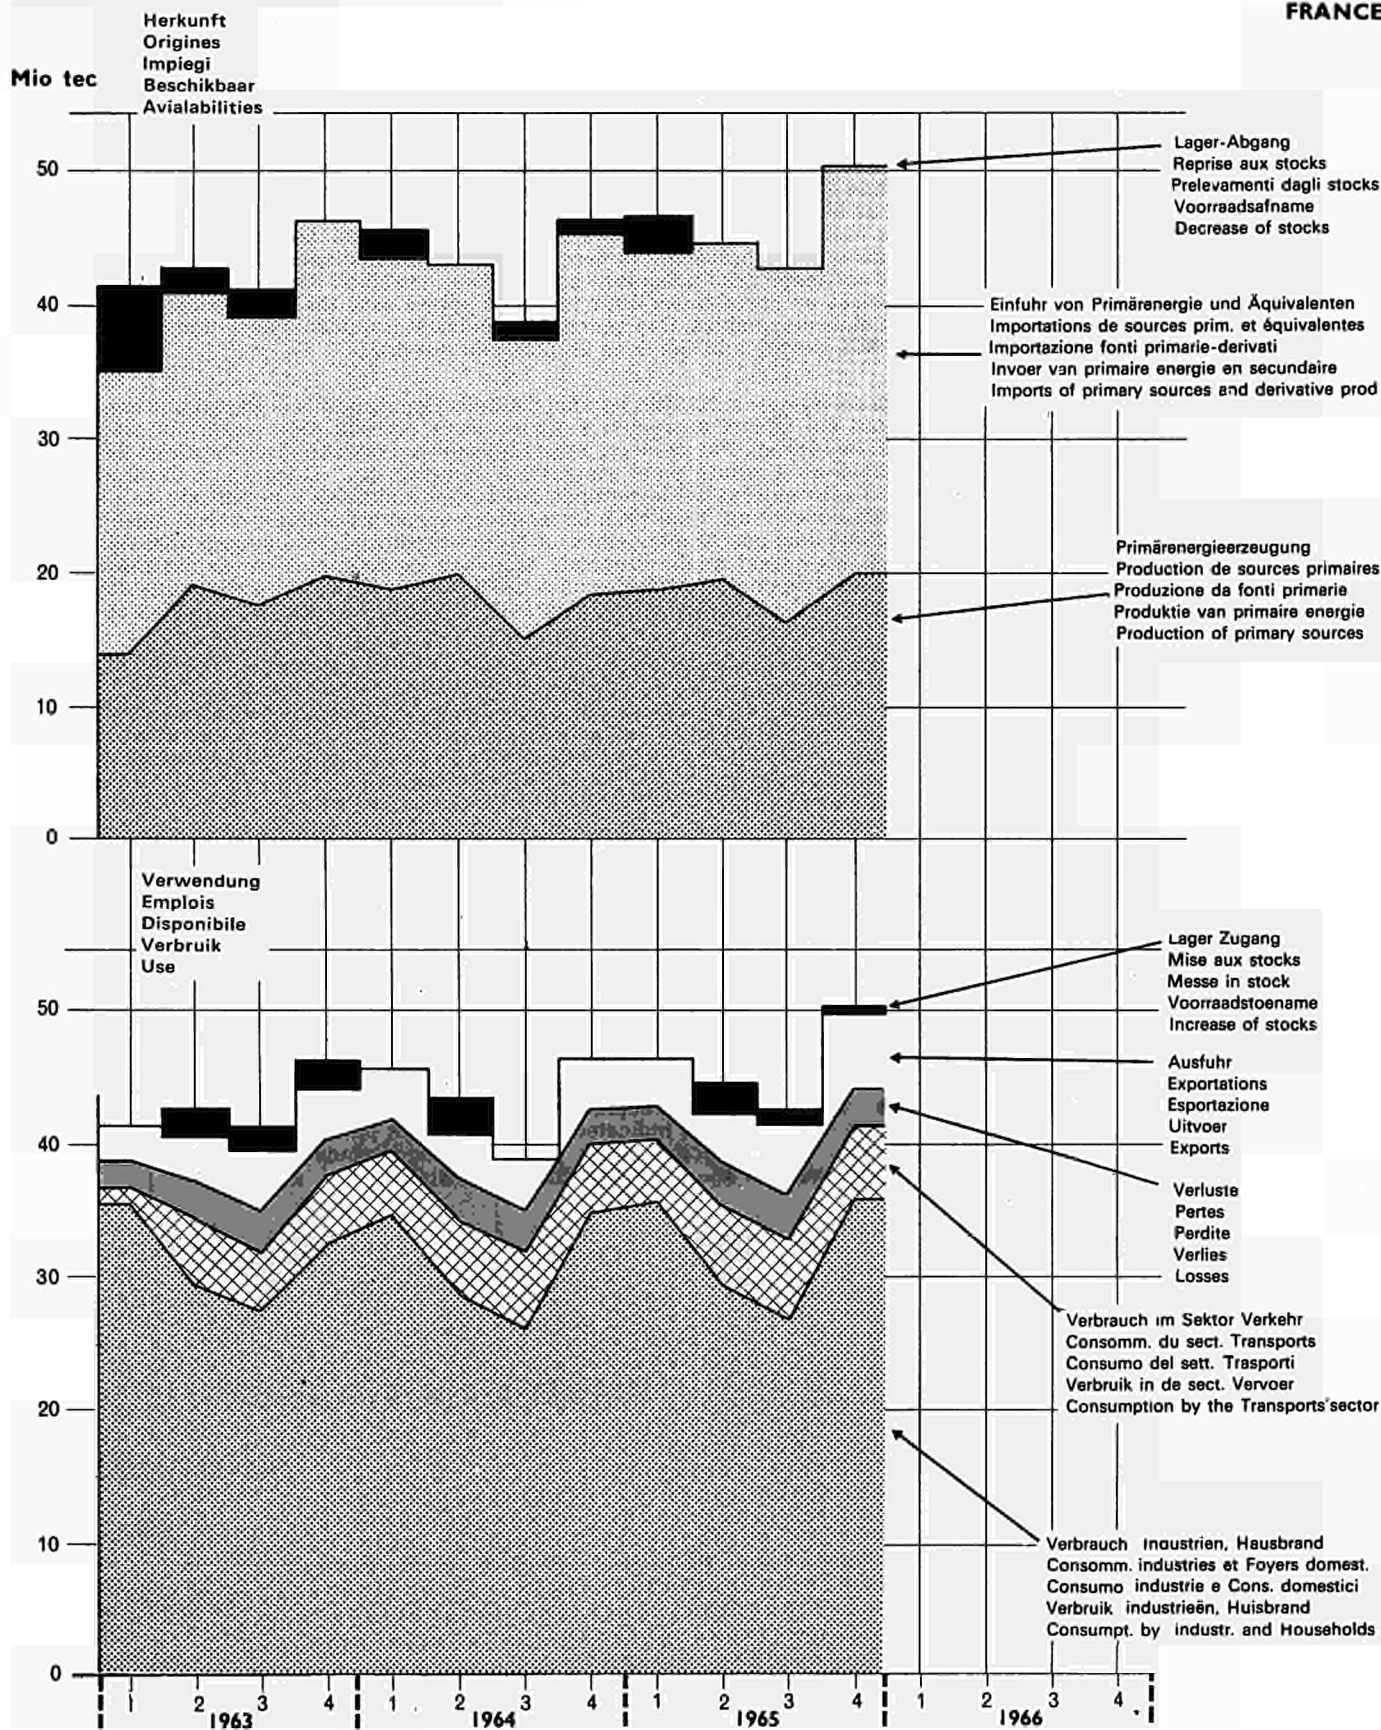 FRANCE
Herkunft
Origines
Impiegi
Beschikbaar
Avialabilities
Mio tec
50
40
30
20
10
0
Lager-Abgang
Reprise aux stocks
Prelevamenti dagli stocks
Voorraadsafname
Decrease of stocks
Einfuhr von Primärenergie und Äquivalenten
Importations de sources prim. et équivalentes
Importazione fonti primarie-derivati
Invoer van primaire energie en secundaire
Imports of primary sources and derivative prod
Primärenergieerzeugung
Production de sources primaires
Produzione da fonti primarie
Produktie van primaire energie
Production of primary sources
Verwendung
Emplois
Disponibile
Verbruik
Use
50
40
30
20
10
0
Lager Zugang
Mise aux stocks
Messe in stock
Voorraadstoename
Increase of stocks
Ausfuhr
Exportations
Esportazione
Uitvoer
Exports
Verluste
Pertes
Perdite
Verlies
Losses
Verbrauch im Sektor Verkehr
Consomm. du sect. Transports
Consumo del sett. Trasporti
Verbruik in de sect. Vervoer
Consumption by the Transports'sector
Verbrauch Industrien, Hausbrand
Consomm. industries et Foyers domest.
Consumo industrie e Cons. domestici
Verbruik industrieën, Huisbrand
Consumpt. by industr. and Households
1 2 3 4 1 2 3 4 1 2 3 4 1 2 3 4
1963 1964 1965 1966